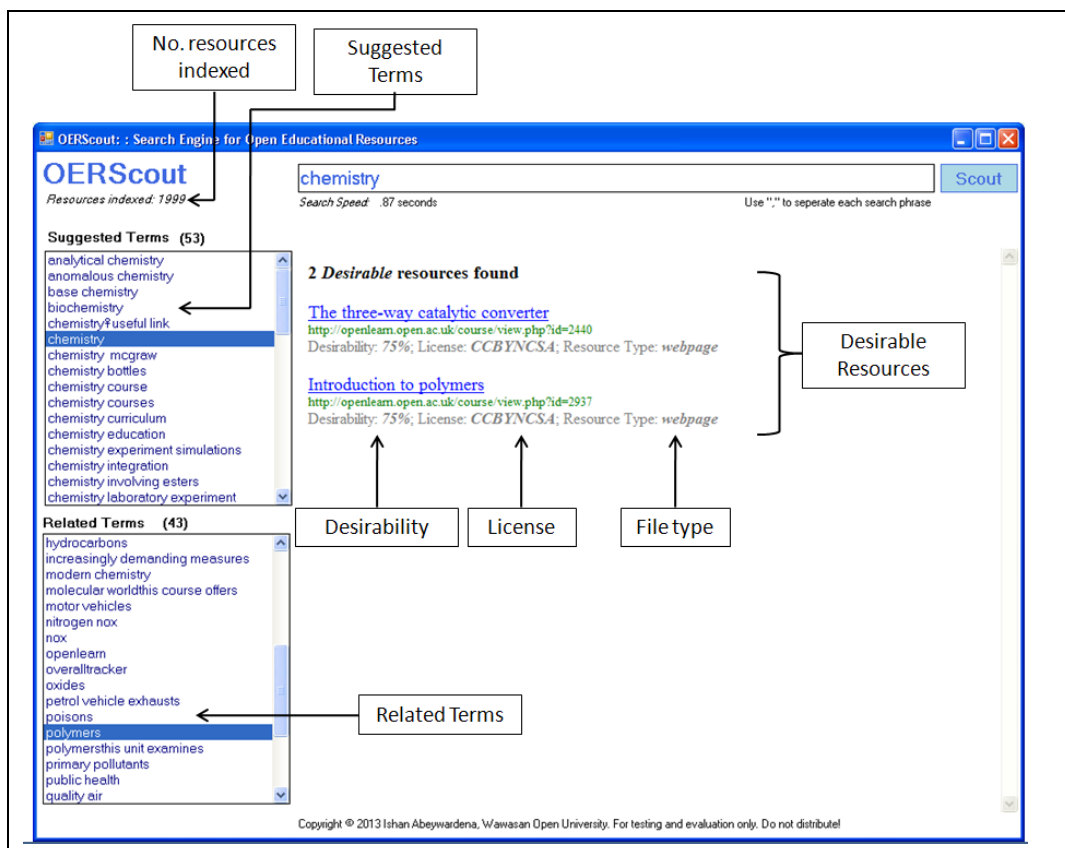 No. resources
indexed
Suggested
Terms
OERScout: : Search Engine for Open Educational Resources
OERScout
Resources indexed: 1999
chemistry
Scout
Search Speed: .87 seconds
Use "," to seperate each search phrase
Suggested Terms (53)
analytical chemistry
anomalous chemistry
base chemistry
biochemistry
chemistry‽useful link
chemistry
chemistry mcgraw
chemistry bottles
chemistry course
chemistry courses
chemistry curriculum
chemistry education
chemistry experiment simulations
chemistry integration
chemistry involving esters
chemistry laboratory experiment
2 Desirable resources found
The three-way catalytic converter
http://openlearn.open.ac.uk/course/view.php?id=2440
Desirability: 75%; License: CCBYNCSA; Resource Type: webpage
Introduction to polymers
http://openlearn.open.ac.uk/course/view.php?id=2937
Desirability: 75%; License: CCBYNCSA; Resource Type: webpage
Desirable
Resources
Desirability
License
File type
Related Terms (43)
hydrocarbons
increasingly demanding measures
modern chemistry
molecular worldthis course offers
motor vehicles
nitrogen nox
nox
openlearn
overalltracker
oxides
petrol vehicle exhausts
poisons
polymers
polymersthis unit examines
primary pollutants
public health
quality air
Related Terms
Copyright © 2013 Ishan Abeywardena, Wawasan Open University. For testing and evaluation only. Do not distribute!